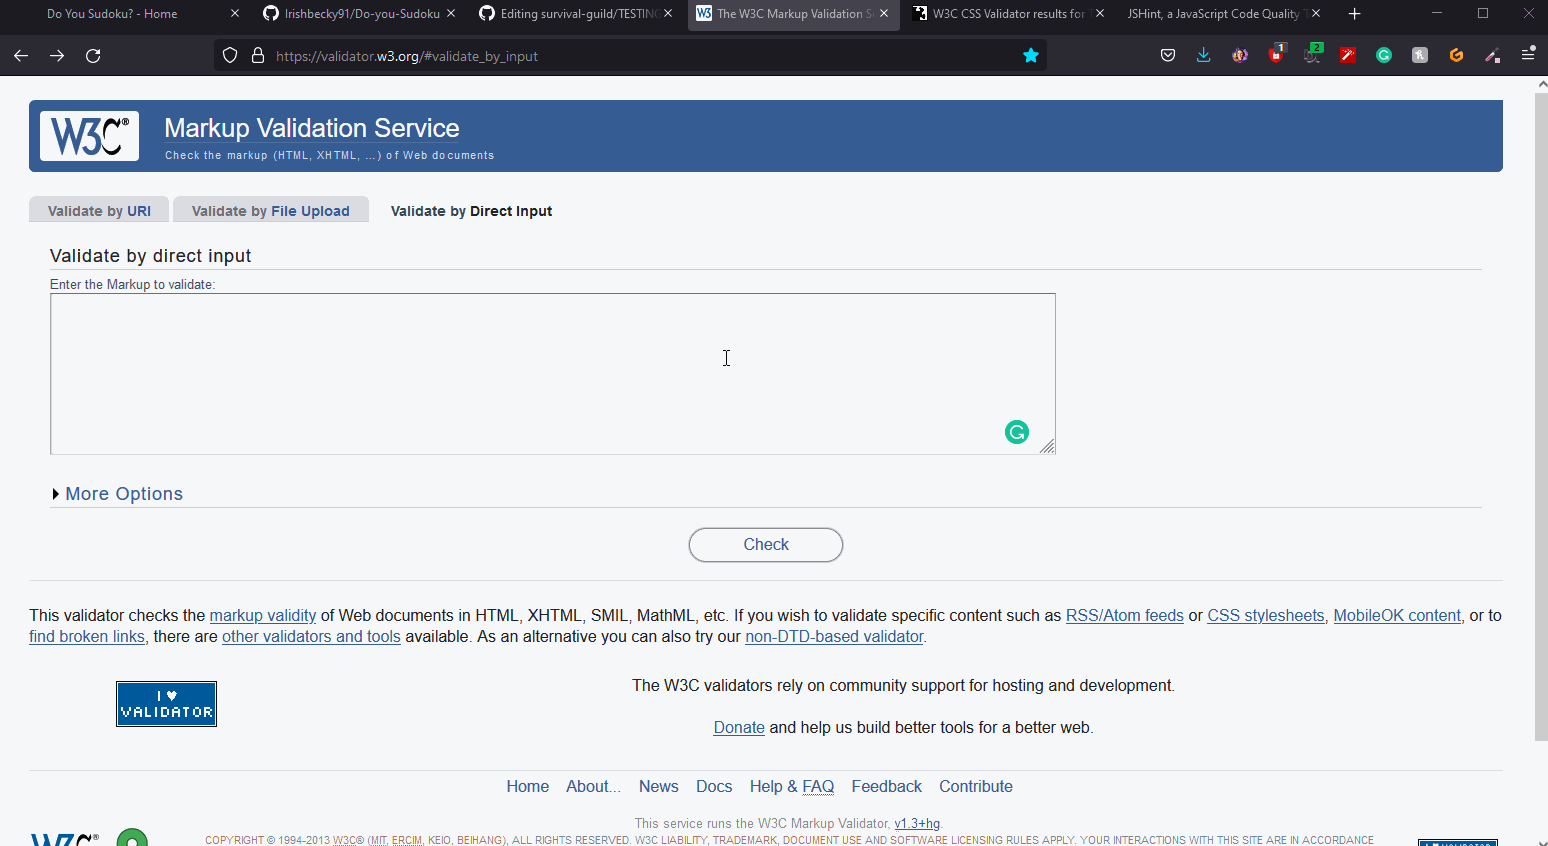 Do You Sudoku? - Home
Irishbecky91/Do-you-Sudoku
Editing survival-guild/TESTING
The W3C Markup Validation S
W3C CSS Validator results for
JSHint, a JavaScript Code Quality
https://validator.w3.org/#validate_by_input
1
2
W3C® Markup Validation Service
Check the markup (HTML, XHTML, …) of Web documents
Validate by URI
Validate by File Upload
Validate by Direct Input
Validate by direct input
Enter the Markup to validate:
More Options
Check
This validator checks the markup validity of Web documents in HTML, XHTML, SMIL, MathML, etc. If you wish to validate specific content such as RSS/Atom feeds or CSS stylesheets, MobileOK content, or to
find broken links, there are other validators and tools available. As an alternative you can also try our non-DTD-based validator.
I ♥
VALIDATOR
The W3C validators rely on community support for hosting and development.
Donate and help us build better tools for a better web.
Home About... News Docs Help & FAQ Feedback Contribute
This service runs the W3C Markup Validator, v1.3+hg.
COPYRIGHT © 1994-2013 W3C® (MIT, ERCIM, KEIO, BEIHANG), ALL RIGHTS RESERVED. W3C LIABILITY, TRADEMARK, DOCUMENT USE AND SOFTWARE LICENSING RULES APPLY. YOUR INTERACTIONS WITH THIS SITE ARE IN ACCORDANCE